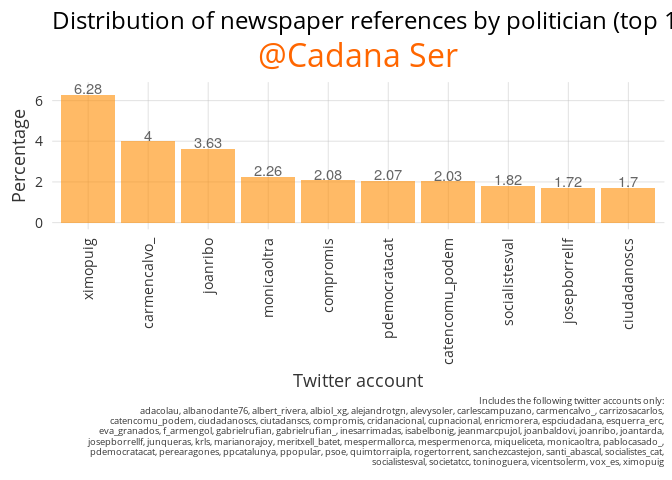 Distribution of newspaper references by politician (top 1
@Cadana Ser
Percentage
6
4
2
0
6.28
4
3.63
2.26
2.08
2.07
2.03
1.82
1.72
1.7
ximopuig
carmencalvo_
joanribo
monicaoltra
compromis
pdemocratacat
catencomu_podem
socialistesval
josepborrellf
ciudadanoscs
Twitter account
Includes the following twitter accounts only:
adacolau, albanodante76, albert_rivera, albiol_xg, alejandrotgn, alevysoler, carlescampuzano, carmencalvo_, carrizosacarlos,
catencomu_podem, ciudadanoscs, ciutadanscs, compromis, cridanacional, cupnacional, enricmorera, espciudadana, esquerra_erc,
eva_granados, f_armengol, gabrielrufian, gabrielrufian_, inesarrimadas, isabelbonig, jeanmarcpujol, joanbaldovi, joanribo, joantarda,
josepborrellf, junqueras, krls, marianorajoy, meritxell_batet, mespermallorca, mespermenorca, miqueliceta, monicaoltra, pablocasado_,
pdemocratacat, perearagones, ppcatalunya, ppopular, psoe, quimtorraipla, rogertorrent, sanchezcastejon, santi_abascal, socialistes_cat,
socialistesval, societatcc, toninoguera, vicentsolerm, vox_es, ximopuig